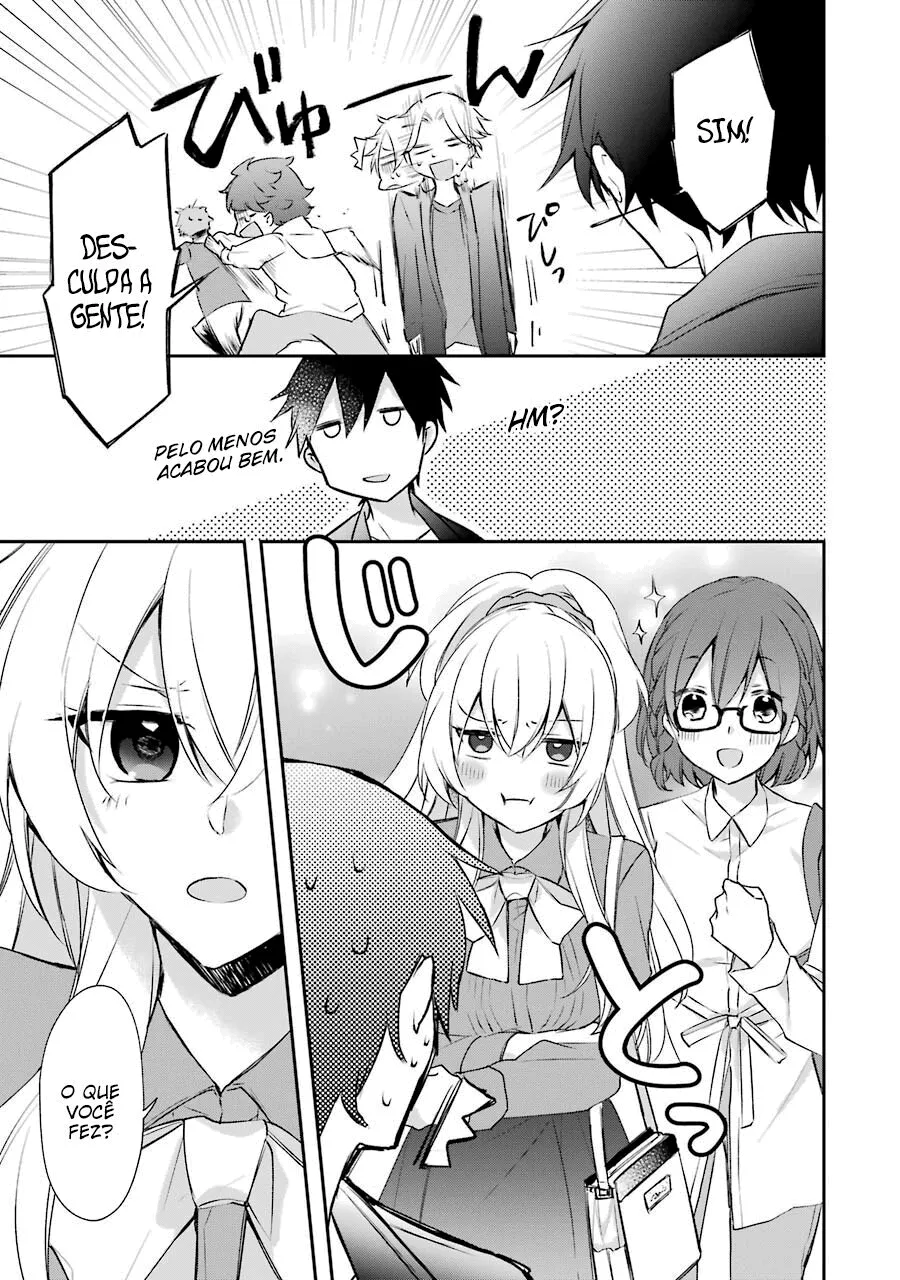 SIM!
びゅーん
ぴしっ
DES-
CULPA A
GENTE!
HM?
PELO MENOS
ACABOU BEM.
じ
とっ
O QUE
VOCÊ
FEZ?